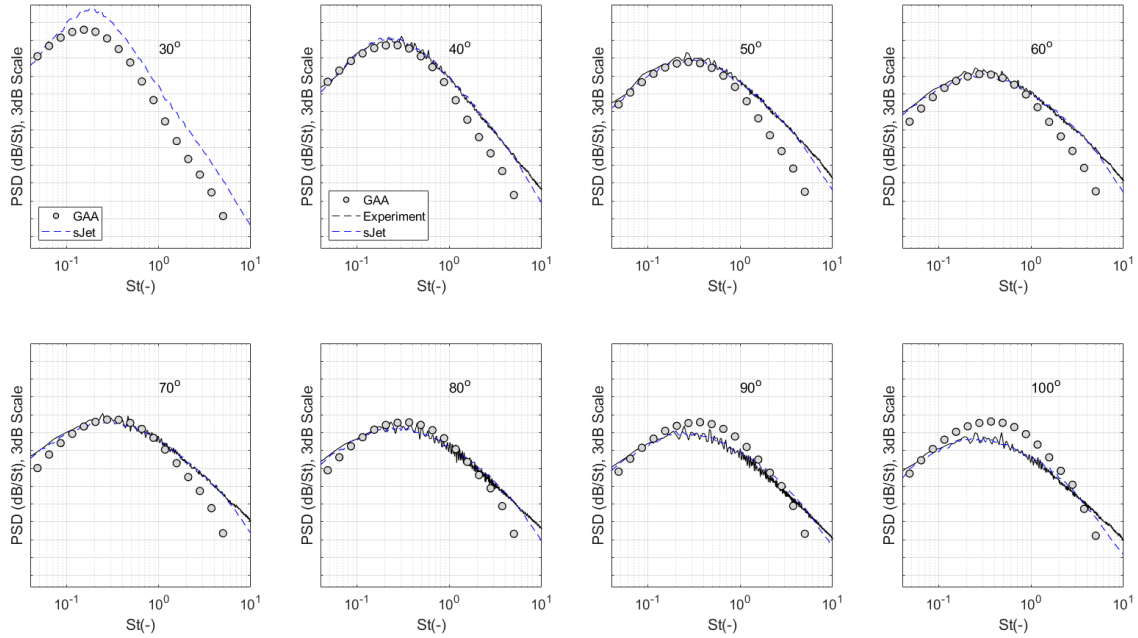 PSD (dB/St), 3dB Scale
30°
GAA
sJet
10⁻¹ 10⁰ 10¹
St(-)
PSD (dB/St), 3dB Scale
40°
GAA
Experiment
sJet
10⁻¹ 10⁰ 10¹
St(-)
PSD (dB/St), 3dB Scale
50°
10⁻¹ 10⁰ 10¹
St(-)
PSD (dB/St), 3dB Scale
60°
10⁻¹ 10⁰ 10¹
St(-)
PSD (dB/St), 3dB Scale
70°
10⁻¹ 10⁰ 10¹
St(-)
PSD (dB/St), 3dB Scale
80°
10⁻¹ 10⁰ 10¹
St(-)
PSD (dB/St), 3dB Scale
90°
10⁻¹ 10⁰ 10¹
St(-)
PSD (dB/St), 3dB Scale
100°
10⁻¹ 10⁰ 10¹
St(-)